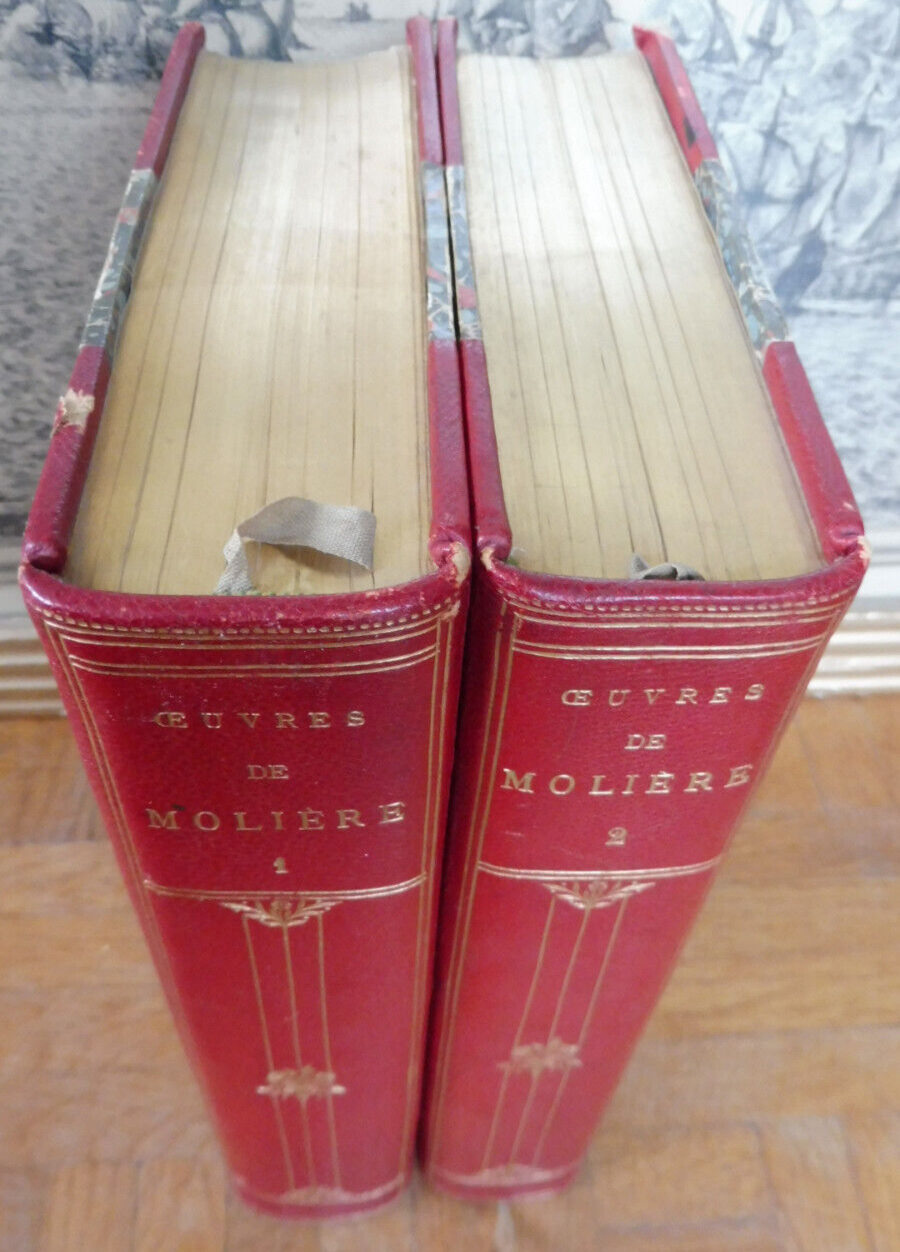 ŒUVRES
DE
MOLIÈRE
1
ŒUVRES
DE
MOLIÈRE
2